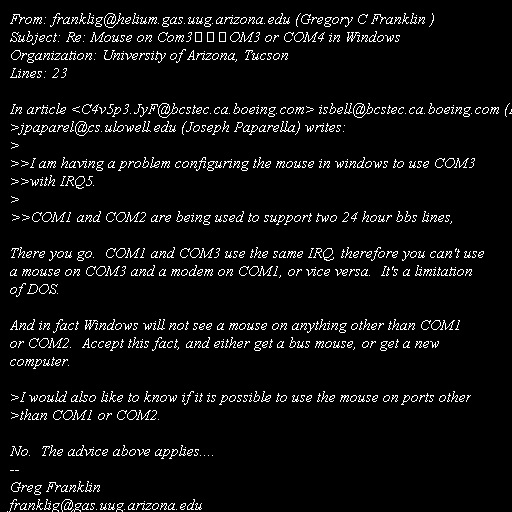 From: franklig@helium.gas.uug.arizona.edu (Gregory C Franklin )
Subject: Re: Mouse on Com3▯▯▯OM3 or COM4 in Windows
Organization: University of Arizona, Tucson
Lines: 23

In article <C4v5p3.JyF@bcstec.ca.boeing.com> isbell@bcstec.ca.boeing.com
>jpaparel@cs.ulowell.edu (Joseph Paparella) writes:
>
>>I am having a problem configuring the mouse in windows to use COM3
>>with IRQ5.
>
>>COM1 and COM2 are being used to support two 24 hour bbs lines,

There you go.  COM1 and COM3 use the same IRQ, therefore you can't use
a mouse on COM3 and a modem on COM1, or vice versa.  It's a limitation
of DOS.

And in fact Windows will not see a mouse on anything other than COM1
or COM2.  Accept this fact, and either get a bus mouse, or get a new
computer.

>I would also like to know if it is possible to use the mouse on ports other
>than COM1 or COM2.

No.  The advice above applies....
--
Greg Franklin
franklig@gas.uug.arizona.edu